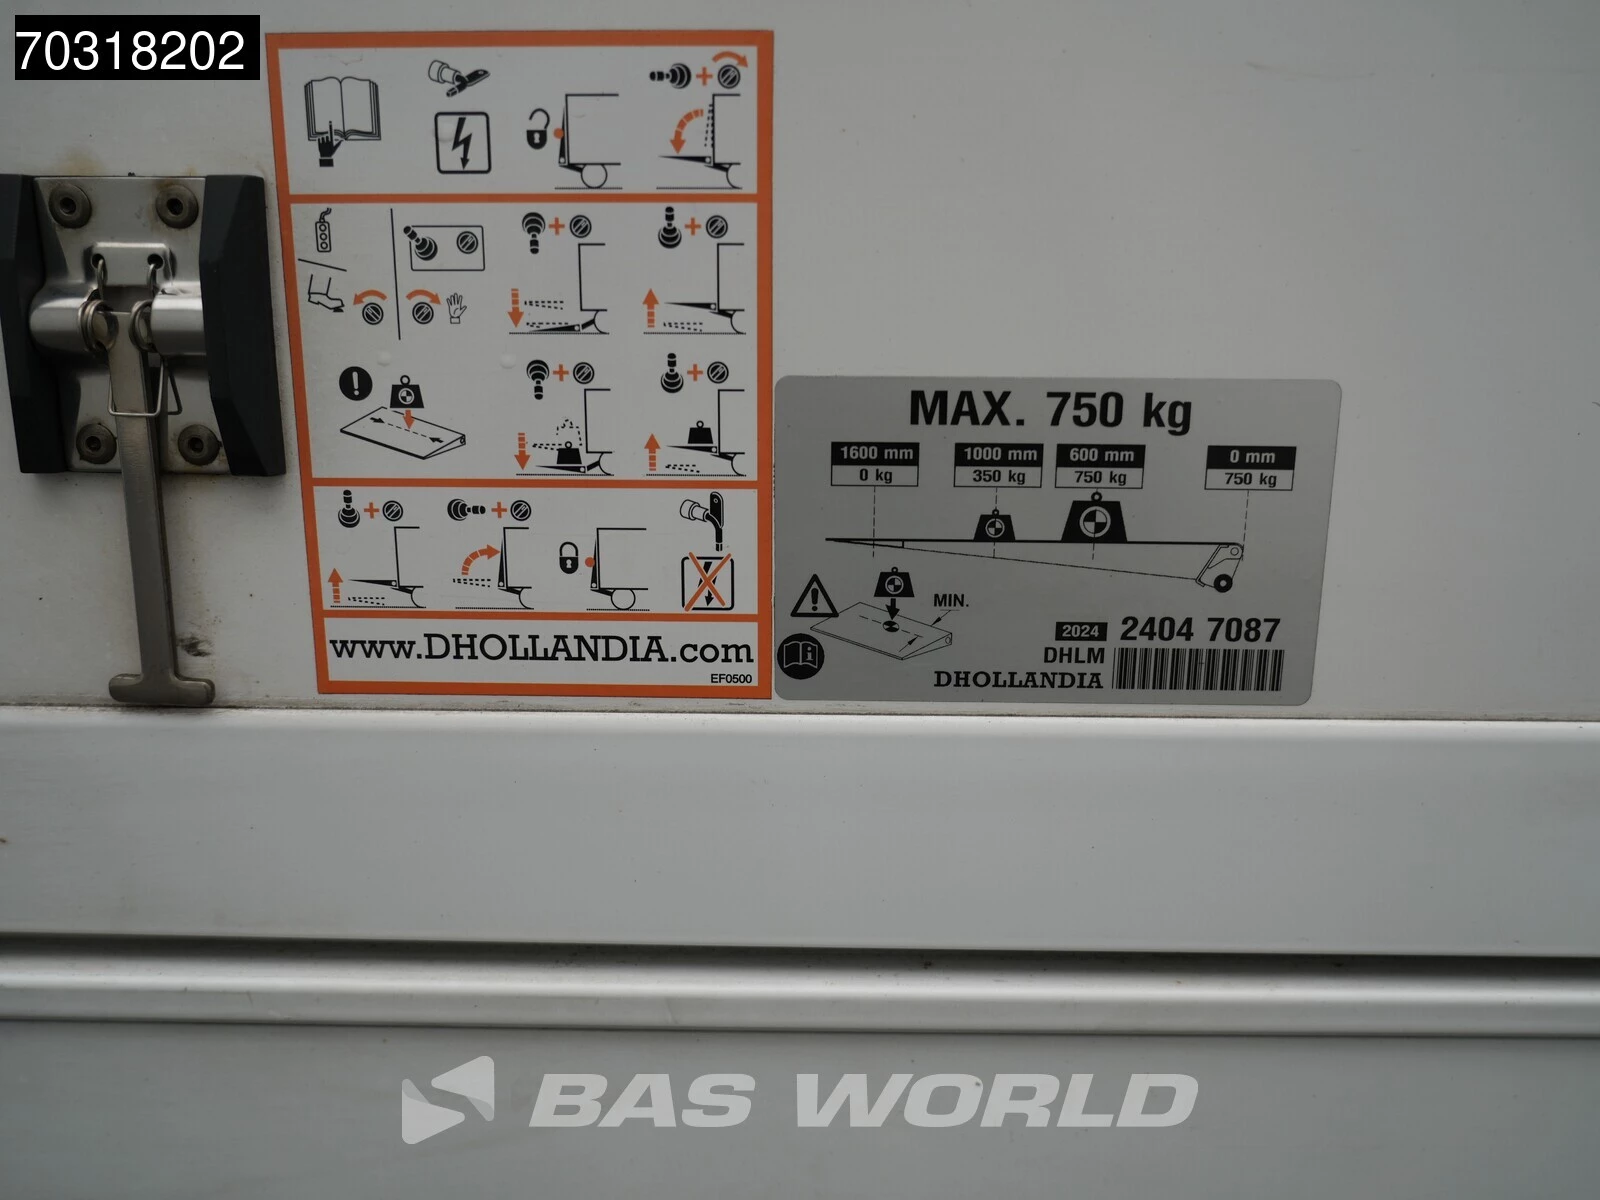 70318202
www.DHOLLANDIA.com
EF0500
MAX. 750 kg
1600 mm 1000 mm 600 mm 0 mm
0 kg 350 kg 750 kg 750 kg
MIN.
2024 2404 7087
DHLM
DHOLLANDIA
BAS WORLD